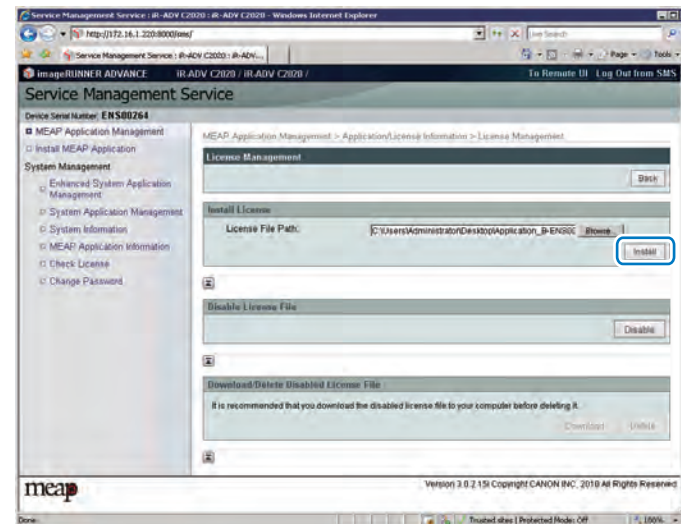 Service Management Service : iR-ADV C2020 : iR-ADV C2020 - Windows Internet Explorer
http://172.16.1.220:8000/sms/
Live Search
Service Management Service : iR-ADV C2020 : iR-ADV...
Page
Tools
imageRUNNER ADVANCE
iR-ADV C2020 / iR-ADV C2020 /
To Remote UI Log Out from SMS
Service Management Service
Device Serial Number: ENS00264
MEAP Application Management
Install MEAP Application
System Management
Enhanced System Application
Management
System Application Management
System Information
MEAP Application Information
Check License
Change Password
MEAP Application Management > Application/License Information > License Management
License Management
Back
Install License
License File Path:
C:\Users\Administrator\Desktop\Application_B-ENS00
Browse...
Install
Disable License File
Disable
Download/Delete Disabled License File
It is recommended that you download the disabled license file to your computer before deleting it.
Download
Delete
meap
Copyright CANON INC. 2010 All Rights Reserved
Done
Trusted sites | Protected Mode: Off
100%